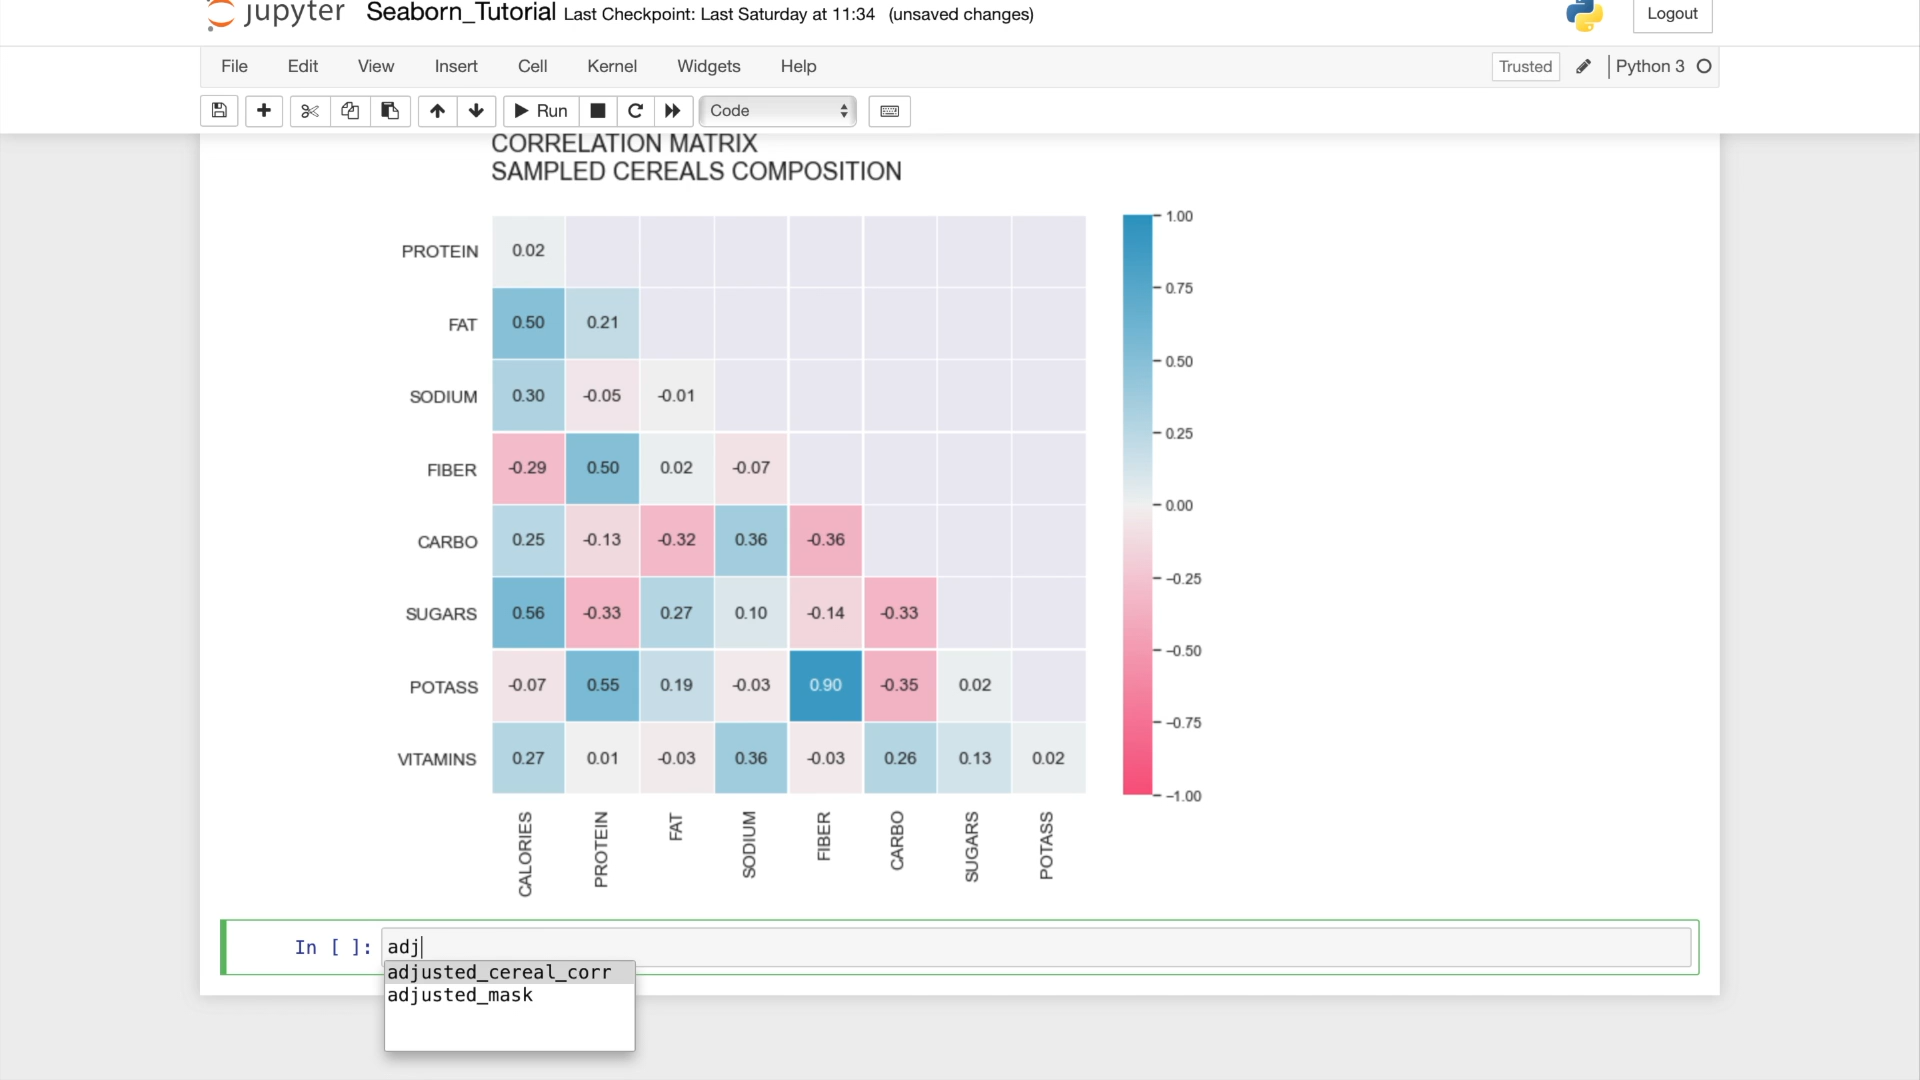 jupyter Seaborn_Tutorial Last Checkpoint: Last Saturday at 11:34 (unsaved changes) Logout
File Edit View Insert Cell Kernel Widgets Help Trusted Python 3
Run Code
CORRELATION MATRIX
SAMPLED CEREALS COMPOSITION
1.00
PROTEIN 0.02
0.75
FAT 0.50 0.21
0.50
SODIUM 0.30 -0.05 -0.01
0.25
FIBER -0.29 0.50 0.02 -0.07
0.00
CARBO 0.25 -0.13 -0.32 0.36 -0.36
-0.25
SUGARS 0.56 -0.33 0.27 0.10 -0.14 -0.33
-0.50
POTASS -0.07 0.55 0.19 -0.03 0.90 -0.35 0.02
-0.75
VITAMINS 0.27 0.01 -0.03 0.36 -0.03 0.26 0.13 0.02
-1.00
CALORIES PROTEIN FAT SODIUM FIBER CARBO SUGARS POTASS
In [ ]: adj
adjusted_cereal_corr
adjusted_mask